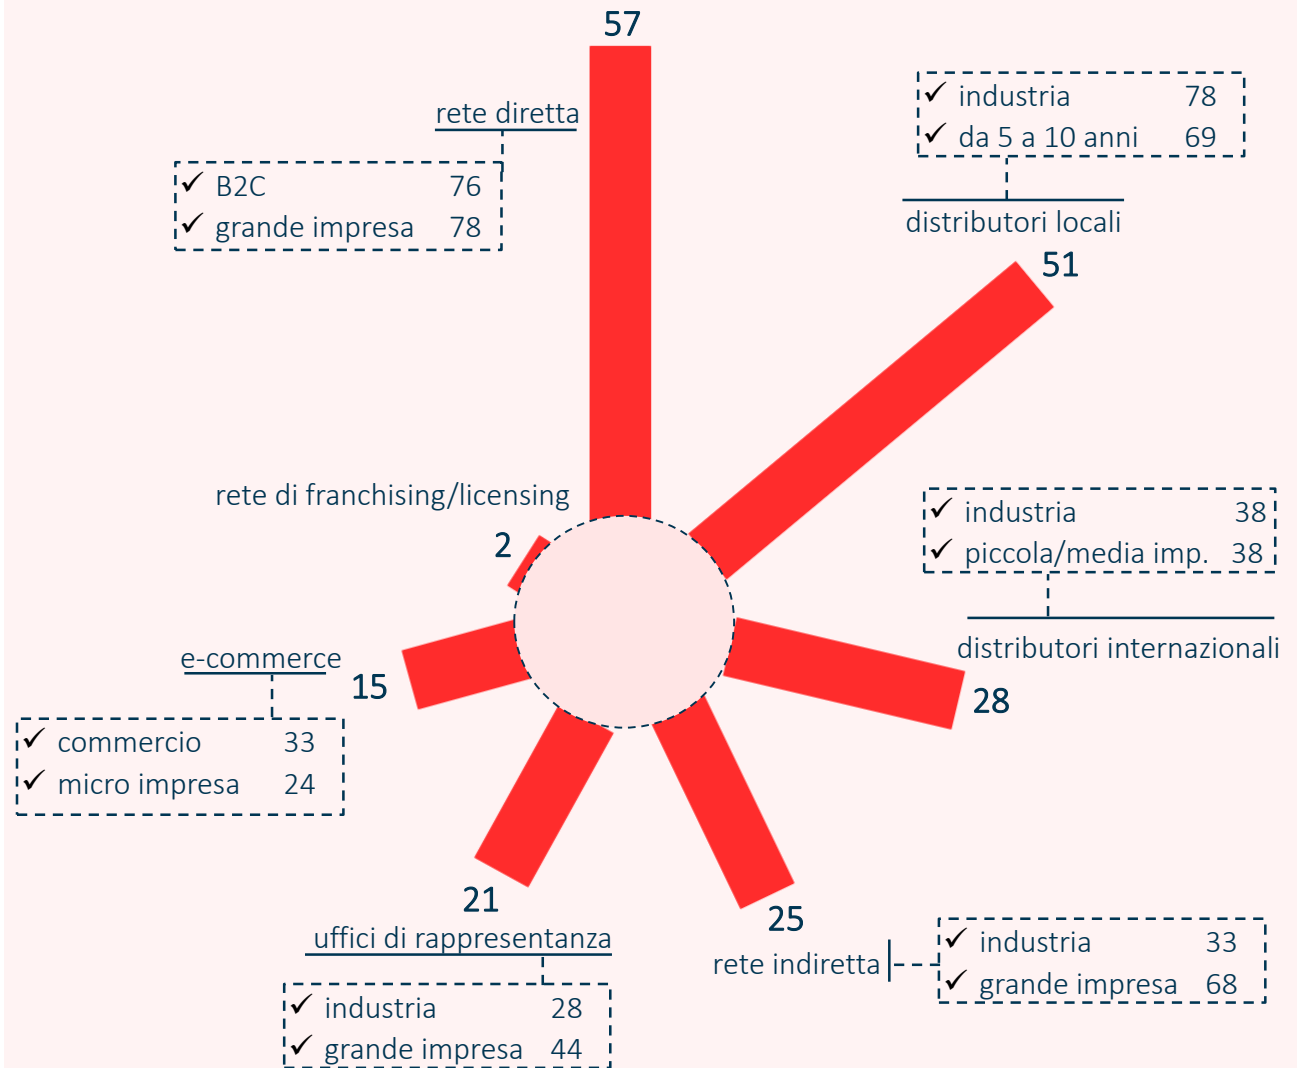 57
rete diretta
✓ B2C 76
✓ grande impresa 78
✓ industria 78
✓ da 5 a 10 anni 69
distributori locali
51
rete di franchising/licensing
2
✓ industria 38
✓ piccola/media imp. 38
distributori internazionali
28
e-commerce
15
✓ commercio 33
✓ micro impresa 24
21
uffici di rappresentanza
✓ industria 28
✓ grande impresa 44
25
rete indiretta
✓ industria 33
✓ grande impresa 68